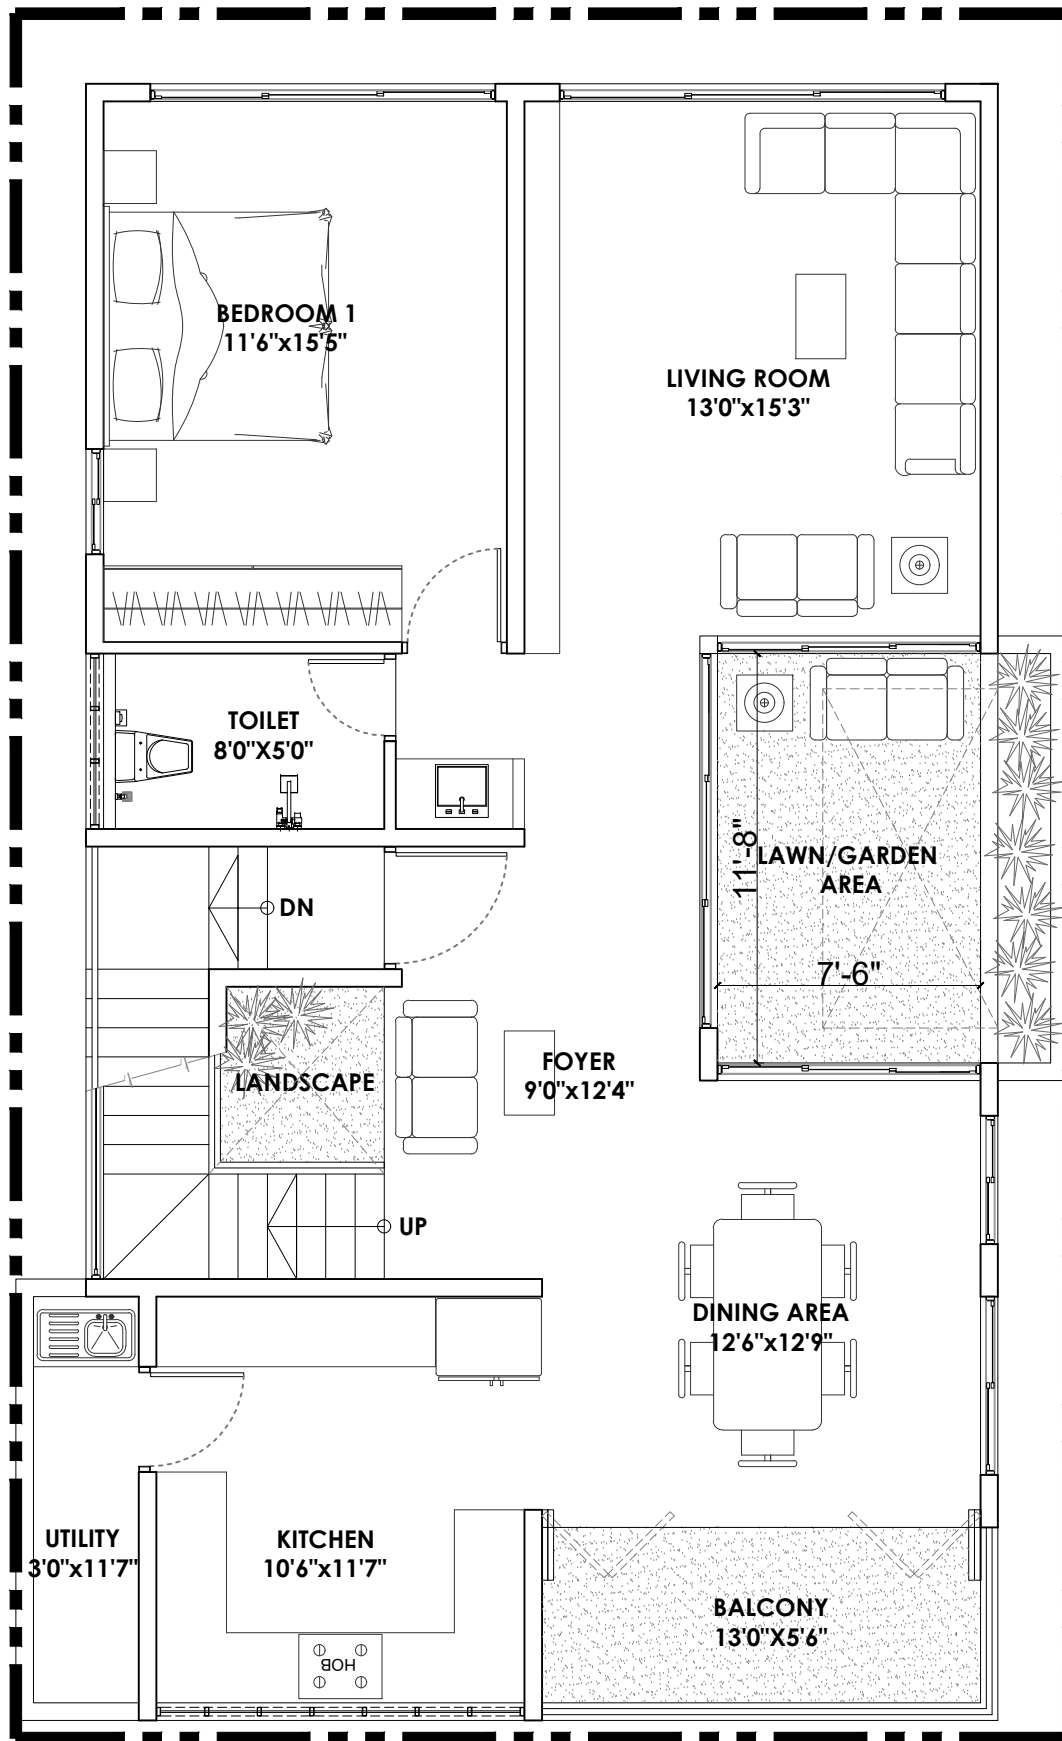 BEDROOM 1
11'6"x15'5"
LIVING ROOM
13'0"x15'3"
TOILET
8'0"X5'0"
11'-8"
LAWN/GARDEN
AREA
DN
7'-6"
FOYER
9'0"x12'4"
LANDSCAPE
UP
DINING AREA
12'6"x12'9"
UTILITY
3'0"x11'7"
KITCHEN
10'6"x11'7"
BALCONY
13'0"X5'6"
HOB